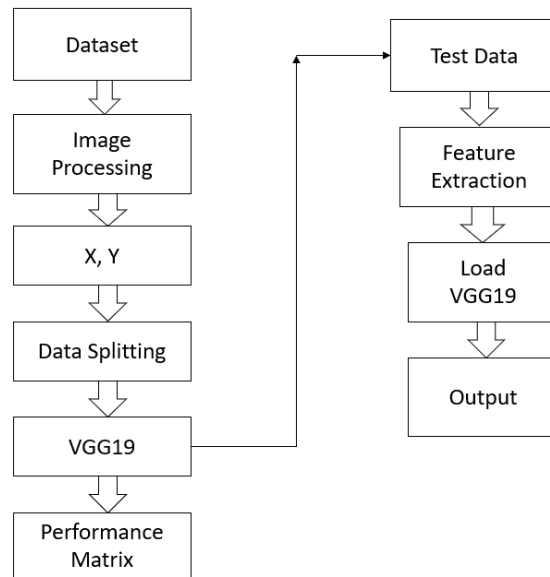 Dataset
Image
Processing
X, Y
Data Splitting
VGG19
Performance
Matrix
Test Data
Feature
Extraction
Load
VGG19
Output